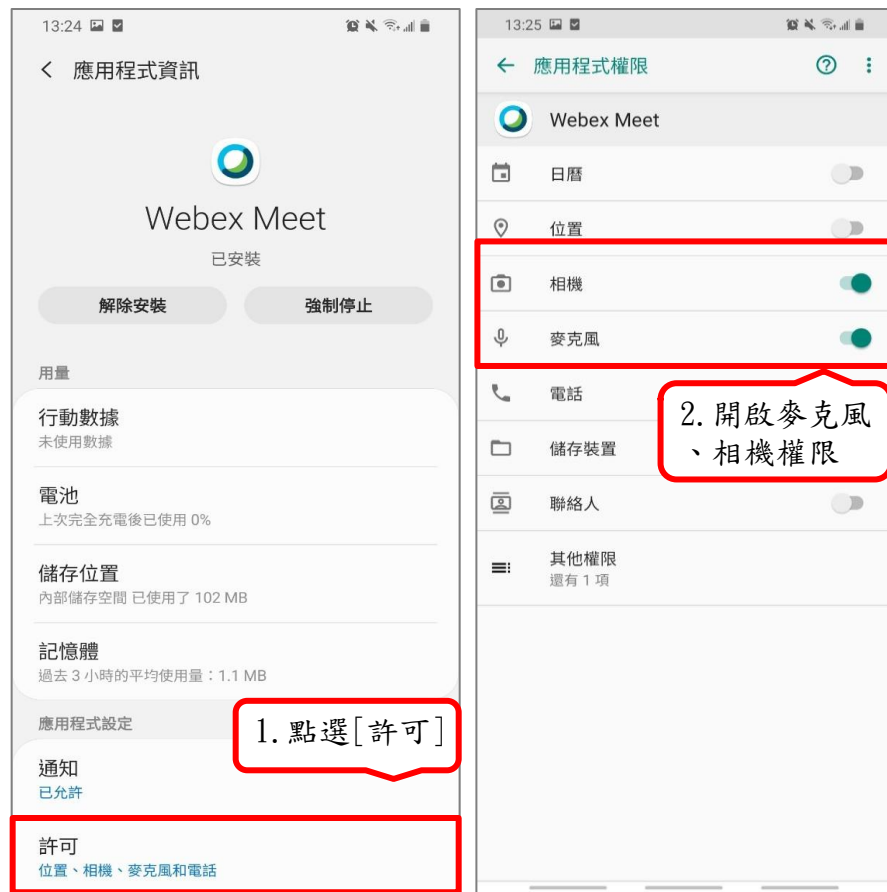 13:24
應用程式資訊
Webex Meet
已安裝
解除安裝
強制停止
用量
行動數據
未使用數據
電池
上次完全充電後已使用 0%
儲存位置
內部儲存空間 已使用了 102 MB
記憶體
過去 3 小時的平均使用量：1.1 MB
應用程式設定
1. 點選[許可]
通知
已允許
許可
位置、相機、麥克風和電話
13:25
應用程式權限
Webex Meet
日曆
位置
相機
麥克風
電話
2. 開啟麥克風
、相機權限
儲存裝置
聯絡人
其他權限
還有 1 項